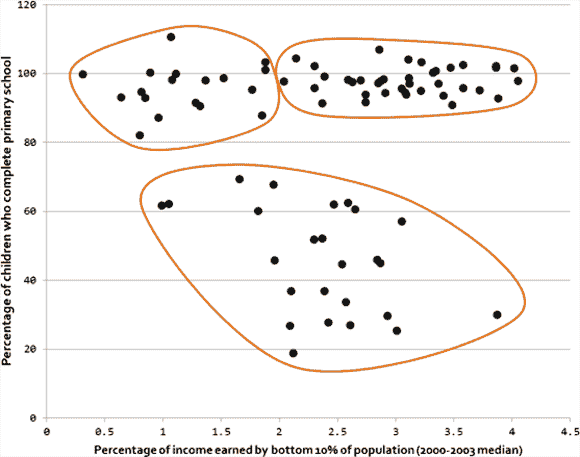 Percentage of children who complete primary school
120
100
80
60
40
20
0
0 0.5 1 1.5 2 2.5 3 3.5 4 4.5
Percentage of income earned by bottom 10% of population (2000-2003 median)